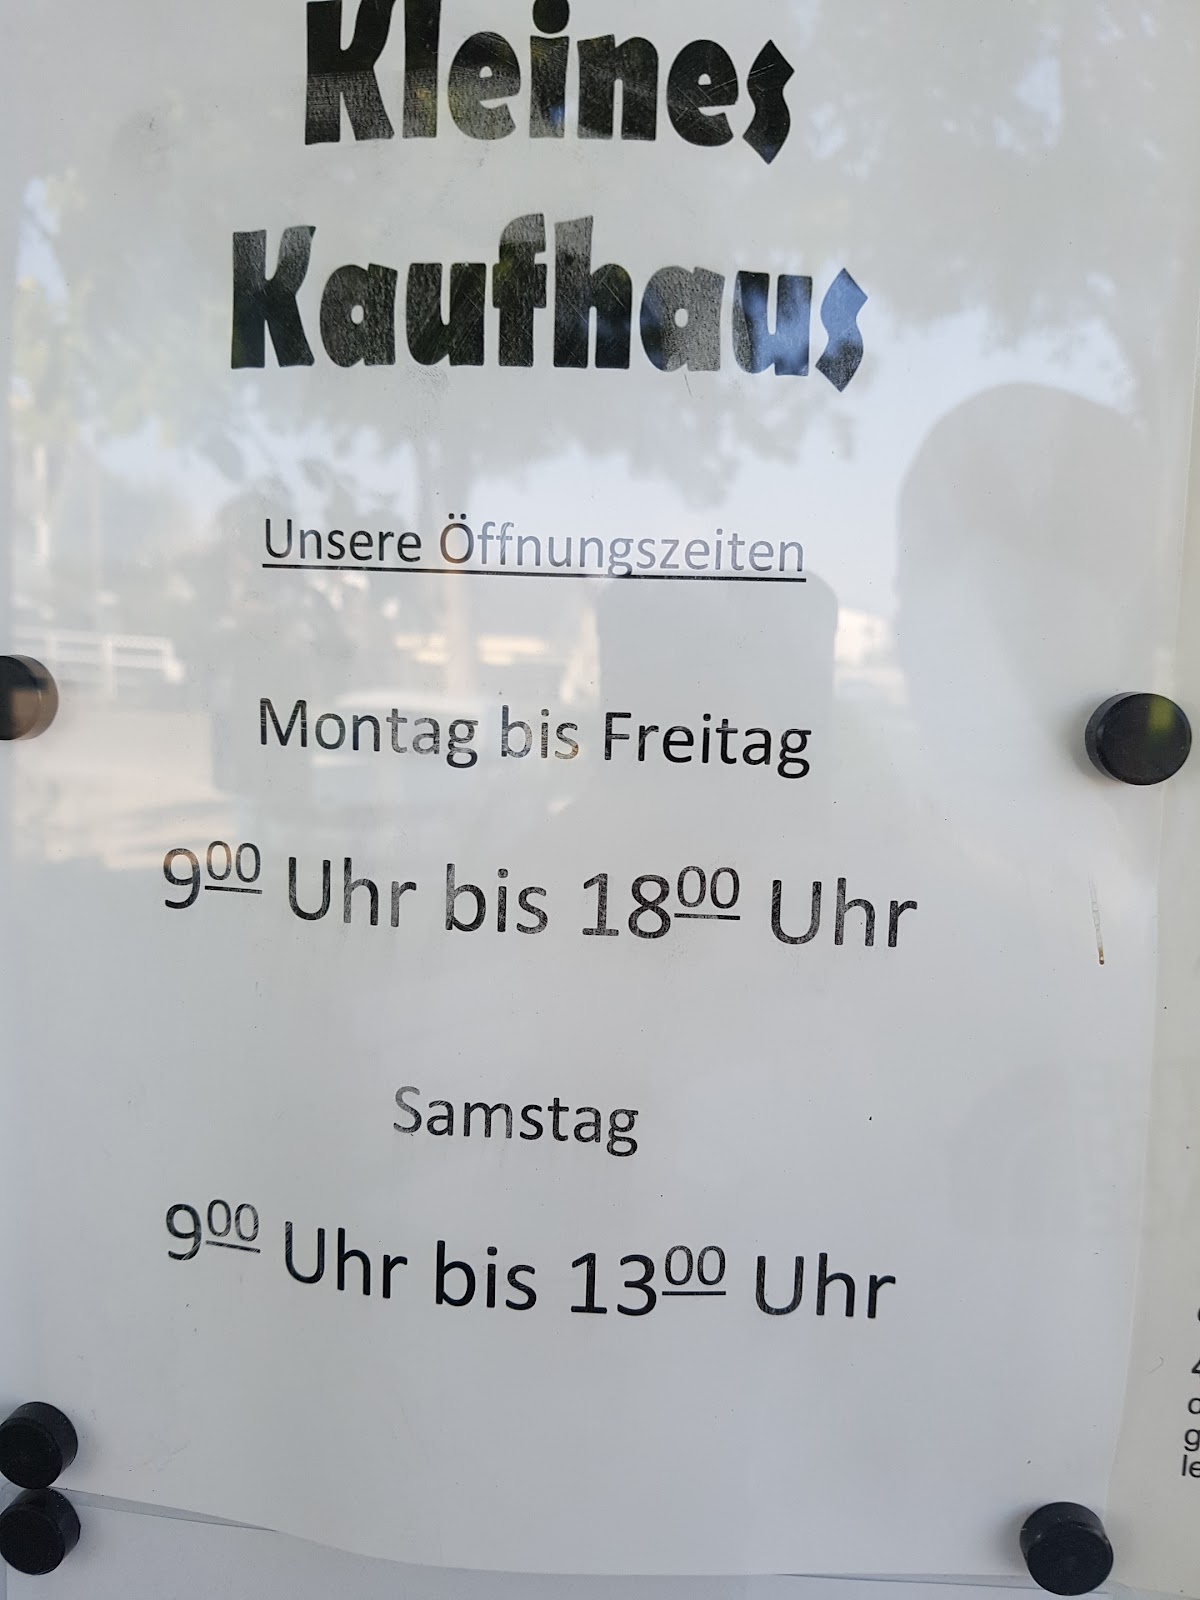 Kleines
Kaufhaus
Unsere Öffnungszeiten
Montag bis Freitag
9⁰⁰ Uhr bis 18⁰⁰ Uhr
Samstag
9⁰⁰ Uhr bis 13⁰⁰ Uhr